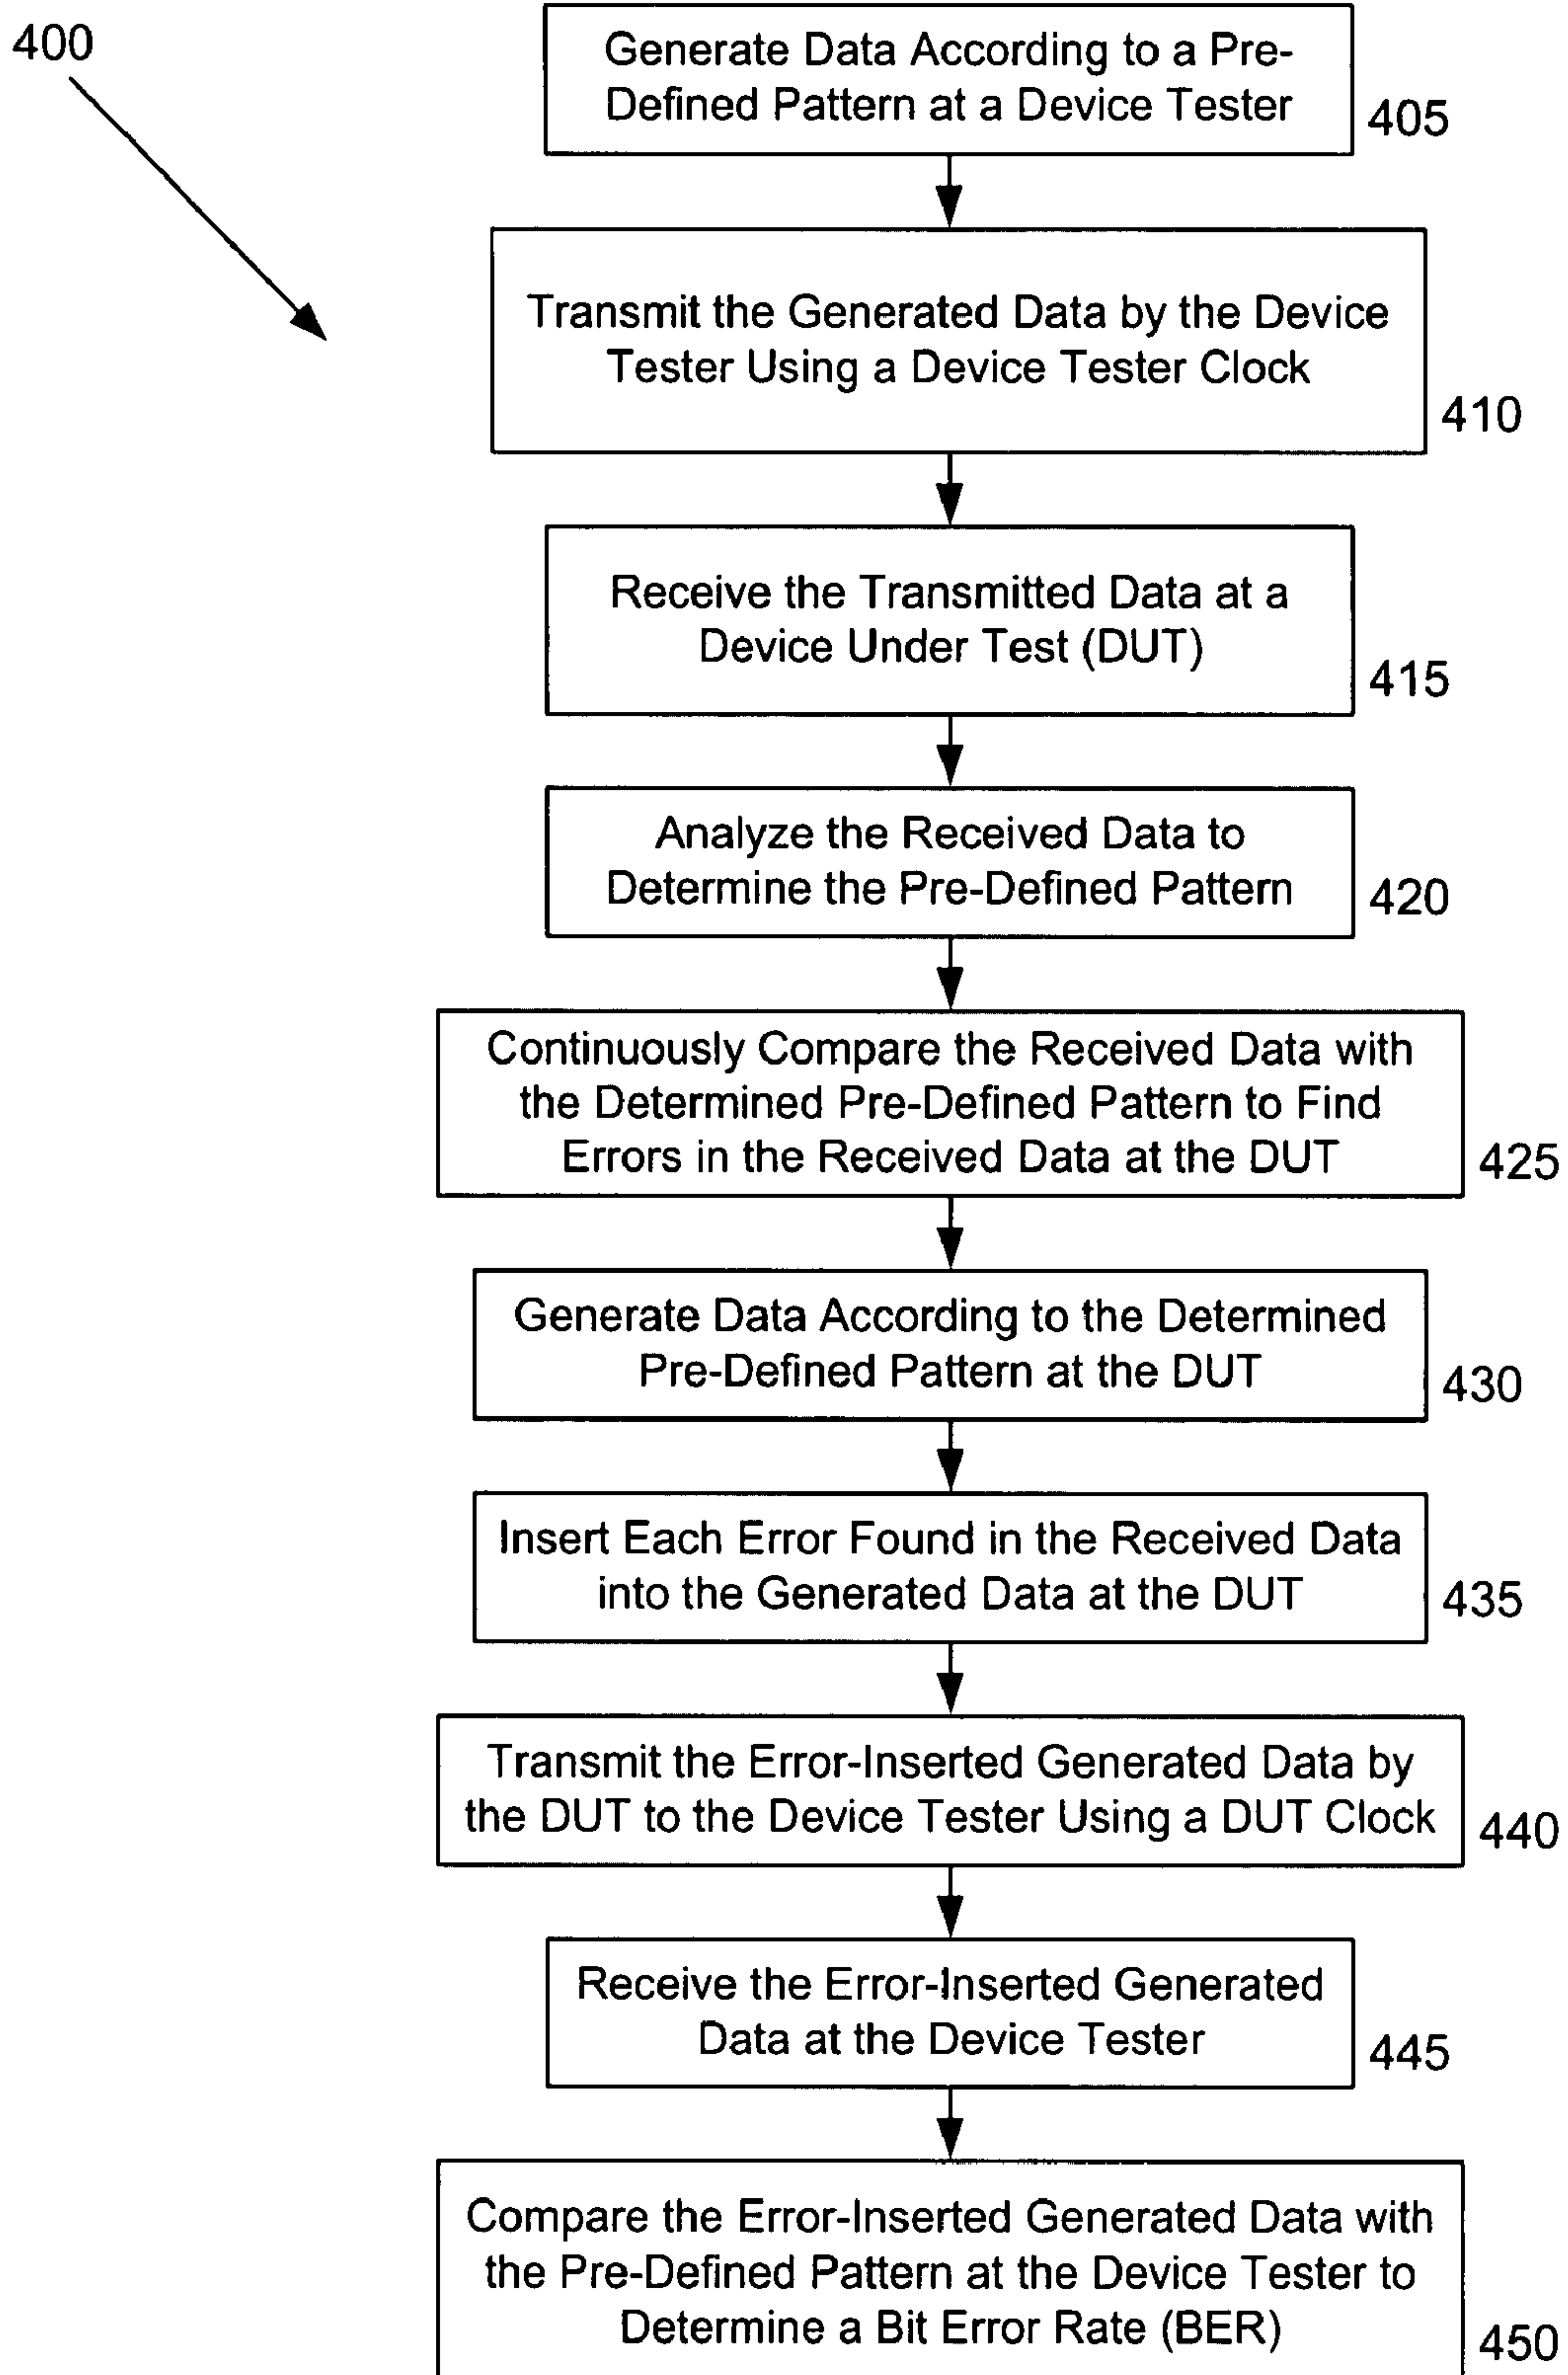 400
Generate Data According to a Pre-
Defined Pattern at a Device Tester
405
Transmit the Generated Data by the Device
Tester Using a Device Tester Clock
410
Receive the Transmitted Data at a
Device Under Test (DUT)
415
Analyze the Received Data to
Determine the Pre-Defined Pattern
420
Continuously Compare the Received Data with
the Determined Pre-Defined Pattern to Find
Errors in the Received Data at the DUT
425
Generate Data According to the Determined
Pre-Defined Pattern at the DUT
430
Insert Each Error Found in the Received Data
into the Generated Data at the DUT
435
Transmit the Error-Inserted Generated Data by
the DUT to the Device Tester Using a DUT Clock
440
Receive the Error-Inserted Generated
Data at the Device Tester
445
Compare the Error-Inserted Generated Data with
the Pre-Defined Pattern at the Device Tester to
Determine a Bit Error Rate (BER)
450